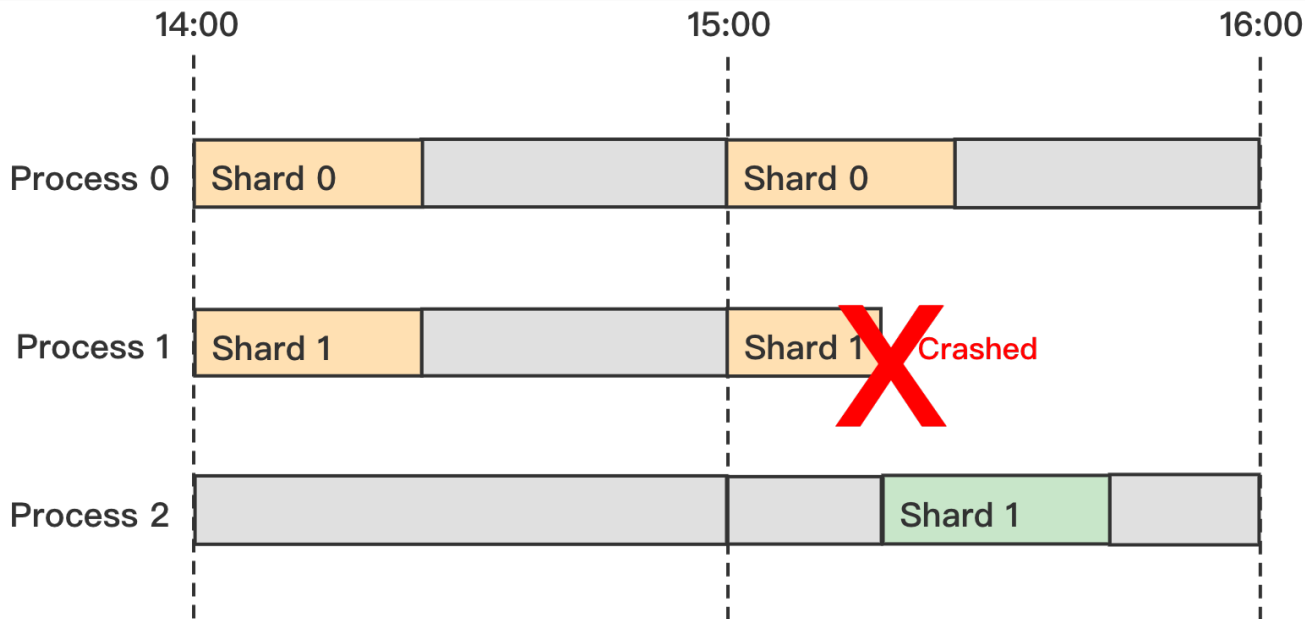 14:00 15:00 16:00
Process 0 Shard 0 Shard 0
Process 1 Shard 1 Shard 1 Crashed
Process 2 Shard 1